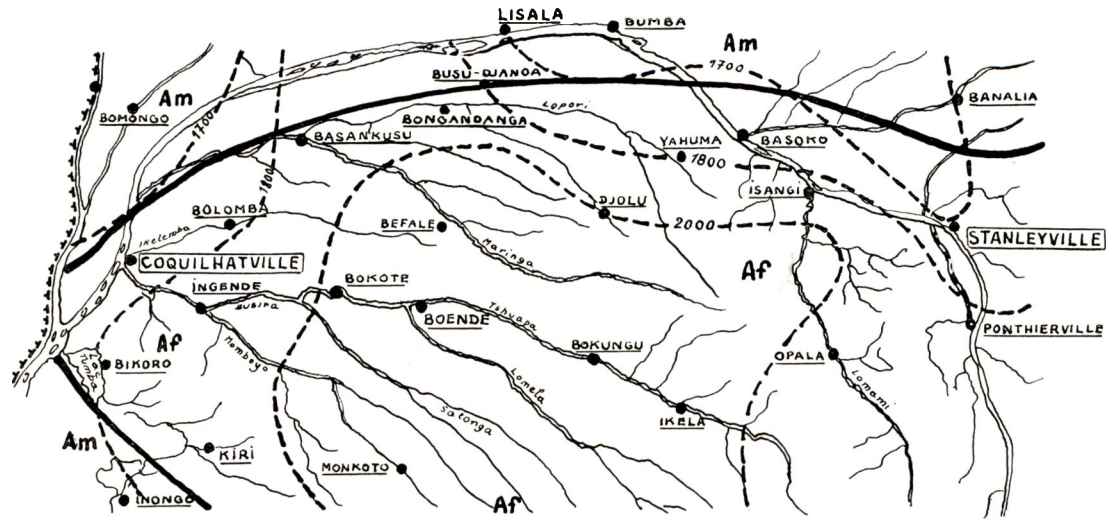 LISALA
BUMBA
Am
1700
BUSU-DJANOA
BANALIA
Am
BOMONGO
1700
Lopori
BONGANDANGA
BASANKUSU
YAHUMA
BASOKO
1800
1800
ISANGI
BOLOMBA
DJOLU
Ikelemba
BEFALE
2000
STANLEYVILLE
Maringa
COQUILHATVILLE
Af
INGENDE
BOKOTE
Busira
BOENDE
Tshuapa
PONTHIERVILLE
Af
Momboyo
BOKUNGU
OPALA
Lac
Tumba
BIKORO
Lomela
Lomami
Salonga
IKELA
Am
KIRI
MONKOTO
INONGO
Af